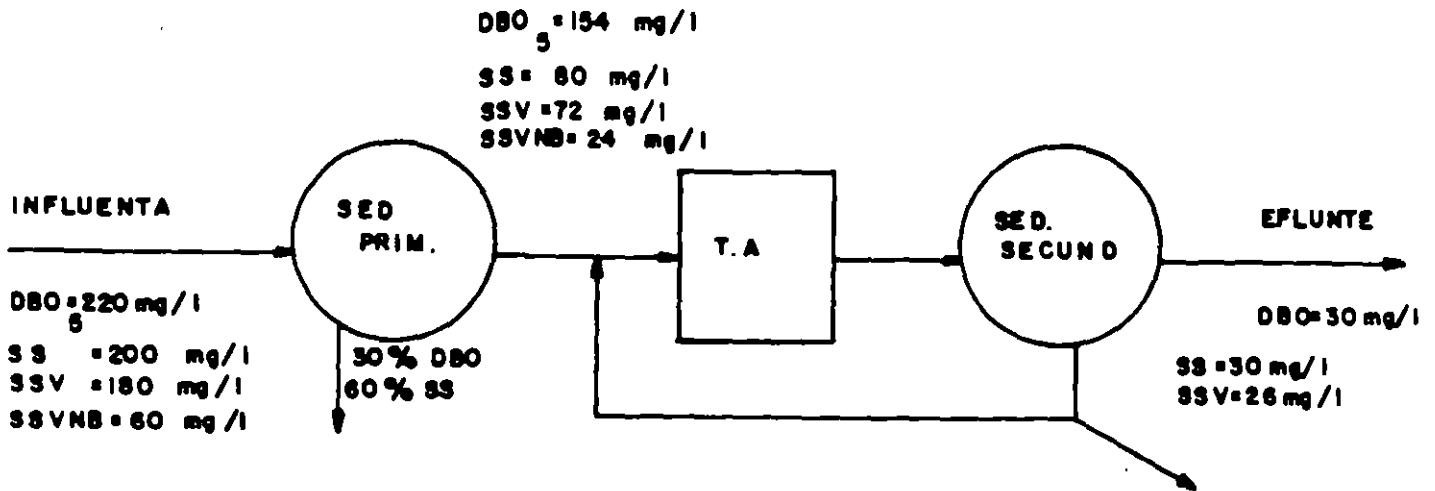 DBO5 =154 mg/l
SS= 80 mg/l
SSV =72 mg/l
SSVNB= 24 mg/l
INFLUENTA
SED
PRIM.
T.A
SED.
SECUND
EFLUNTE
DBO5=220mg/l
SS =200 mg/l
SSV =180 mg/l
SSVNB=60 mg/l
30% DBO
60% SS
DBO=30 mg/l
SS =30 mg/l
SSV=26 mg/l